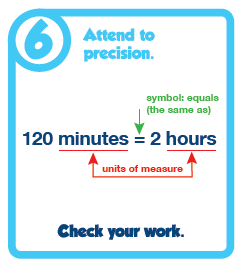 6
Attend to
precision.
symbol: equals
(the same as)
120 minutes = 2 hours
units of measure
Check your work.